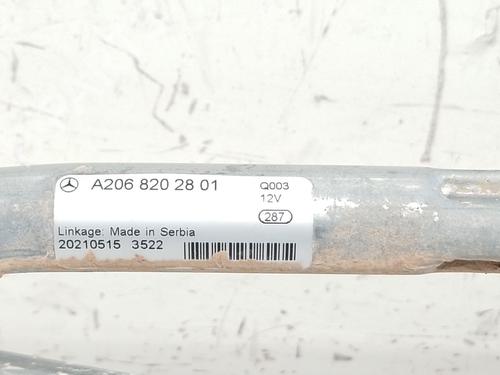 A206 820 28 01
Q003
12V
287
Linkage: Made in Serbia
20210515 3522